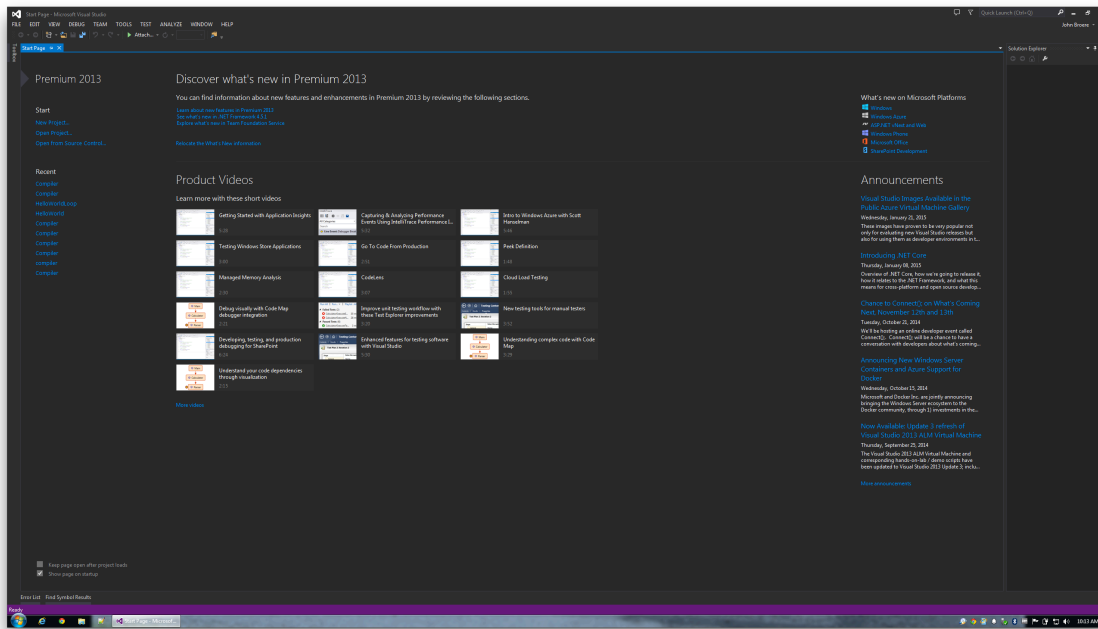 Start Page - Microsoft Visual Studio
Quick Launch (Ctrl+Q)
FILE EDIT VIEW DEBUG TEAM TOOLS TEST ANALYZE WINDOW HELP
John Broere
Attach...
Toolbox
Start Page
Solution Explorer
Premium 2013
Start
New Project...
Open Project...
Open from Source Control...
Recent
Compiler
Compiler
HelloWorldLoop
HelloWorld
Compiler
Compiler
Compiler
Compiler
compiler
Compiler
Discover what's new in Premium 2013
You can find information about new features and enhancements in Premium 2013 by reviewing the following sections.
Learn about new features in Premium 2013
See what's new in .NET Framework 4.5.1
Explore what's new in Team Foundation Service
Relocate the What's New information
What's new on Microsoft Platforms
Windows
Windows Azure
ASP.NET vNext and Web
Windows Phone
Microsoft Office
SharePoint Development
Product Videos
Learn more with these short videos
Getting Started with Application Insights
Capturing & Analyzing Performance
Events Using IntelliTrace Performance I...
Intro to Windows Azure with Scott
Hanselman
Testing Windows Store Applications
Go To Code From Production
Peek Definition
Managed Memory Analysis
CodeLens
Cloud Load Testing
Debug visually with Code Map
debugger integration
Improve unit testing workflow with
these Test Explorer improvements
New testing tools for manual testers
Developing, testing, and production
debugging for SharePoint
Enhanced features for testing software
with Visual Studio
Understanding complex code with Code
Map
Understand your code dependencies
through visualization
More videos
Announcements
Visual Studio Images Available in the
Public Azure Virtual Machine Gallery
Wednesday, January 21, 2015
These images have proven to be very popular not
only for evaluating new Visual Studio releases but
also for using them as developer environments in t...
Introducing .NET Core
Thursday, January 08, 2015
Overview of .NET Core, how we're going to release it,
how it relates to the .NET Framework, and what this
means for cross-platform and open source develop...
Chance to Connect(); on What's Coming
Next, November 12th and 13th
Tuesday, October 21, 2014
We'll be hosting an online developer event called
Connect();. Connect(); will be a chance to have a
conversation with developers about what's coming...
Announcing New Windows Server
Containers and Azure Support for
Docker
Wednesday, October 15, 2014
Microsoft and Docker Inc. are jointly announcing
bringing the Windows Server ecosystem to the
Docker community, through 1) investments in the...
Now Available: Update 3 refresh of
Visual Studio 2013 ALM Virtual Machine
Thursday, September 25, 2014
The Visual Studio 2013 ALM Virtual Machine and
corresponding hands-on-lab / demo scripts have
been updated to Visual Studio 2013 Update 3; inclu...
More announcements
Keep page open after project loads
Show page on startup
Error List Find Symbol Results
Ready
Start Page - Microsof...
10:13 AM